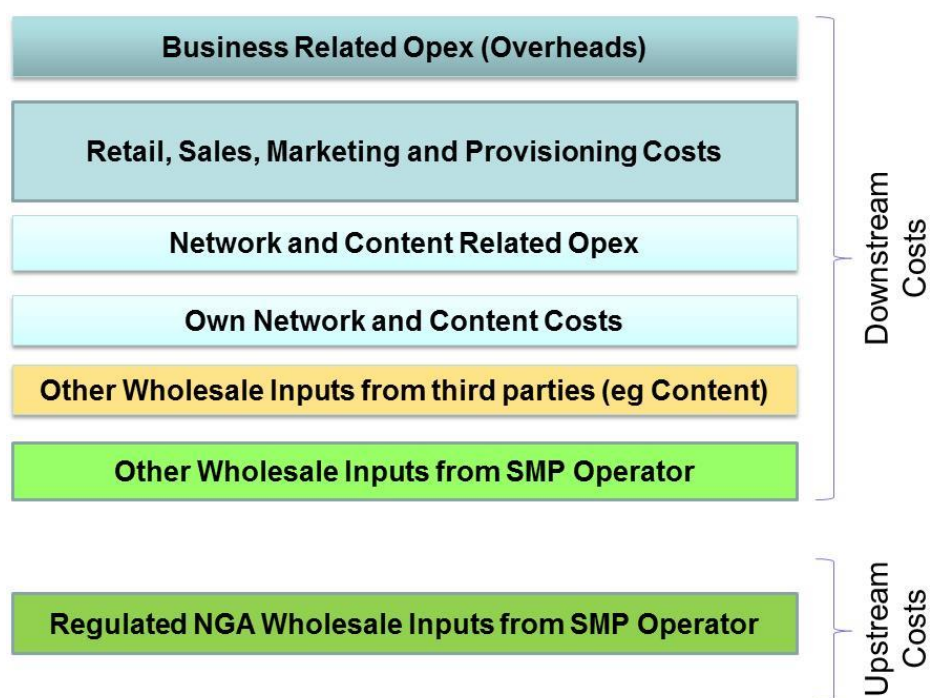 Business Related Opex (Overheads)
Retail, Sales, Marketing and Provisioning Costs
Network and Content Related Opex
Own Network and Content Costs
Other Wholesale Inputs from third parties (eg Content)
Other Wholesale Inputs from SMP Operator
Downstream
Costs
Regulated NGA Wholesale Inputs from SMP Operator
Upstream
Costs